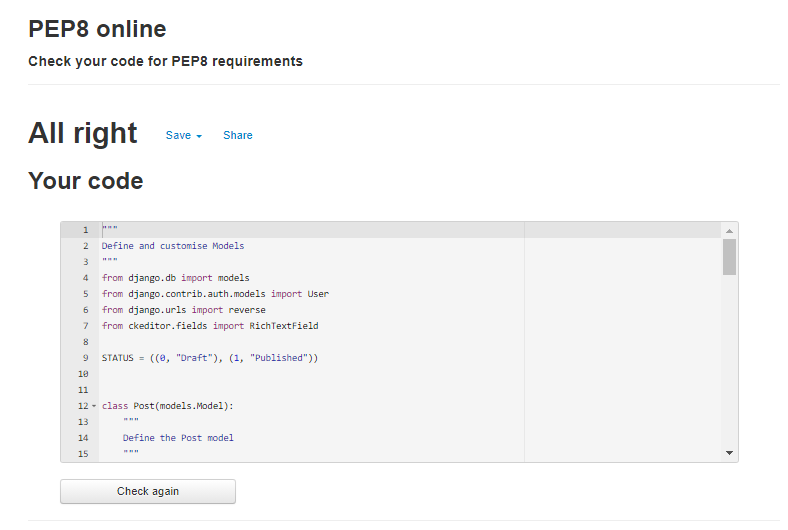 PEP8 online
Check your code for PEP8 requirements
All right Save Share
Your code
1 """
2 Define and customise Models
3 """
4 from django.db import models
5 from django.contrib.auth.models import User
6 from django.urls import reverse
7 from ckeditor.fields import RichTextField
8
9 STATUS = ((0, "Draft"), (1, "Published"))
10
11
12 class Post(models.Model):
13 """
14 Define the Post model
15 """
Check again